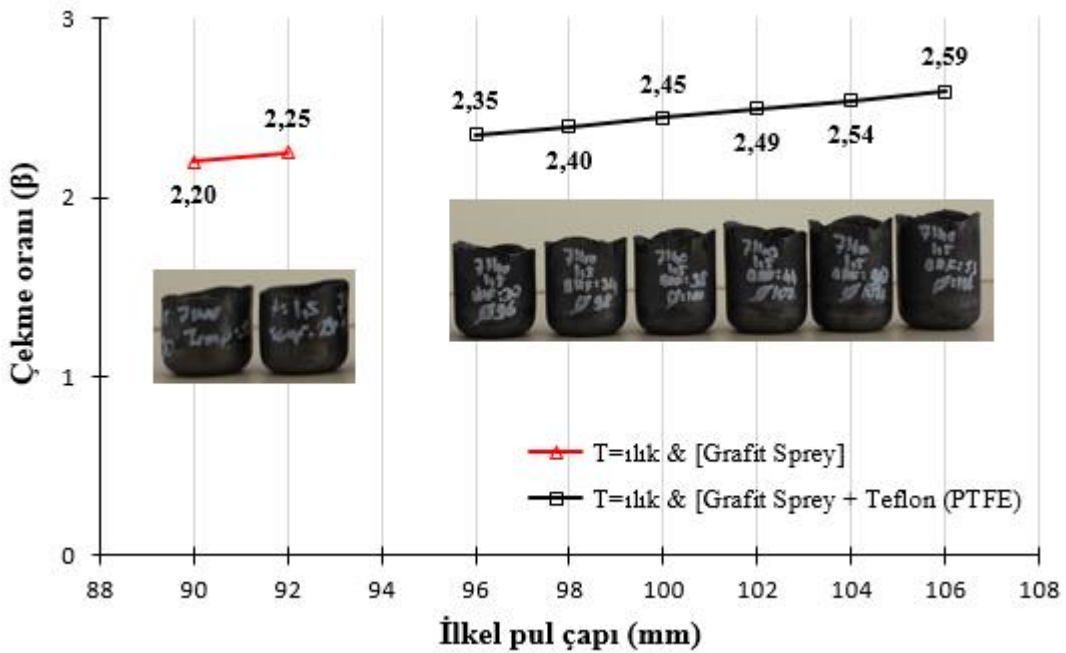 3
2,59
2,45
2,35
2,25
2,54
2,49
2,40
2,20
2
Çekme oranı (β)
1
T=ılık & [Grafit Sprey]
T=ılık & [Grafit Sprey + Teflon (PTFE)
0
88 90 92 94 96 98 100 102 104 106 108
İlkel pul çapı (mm)